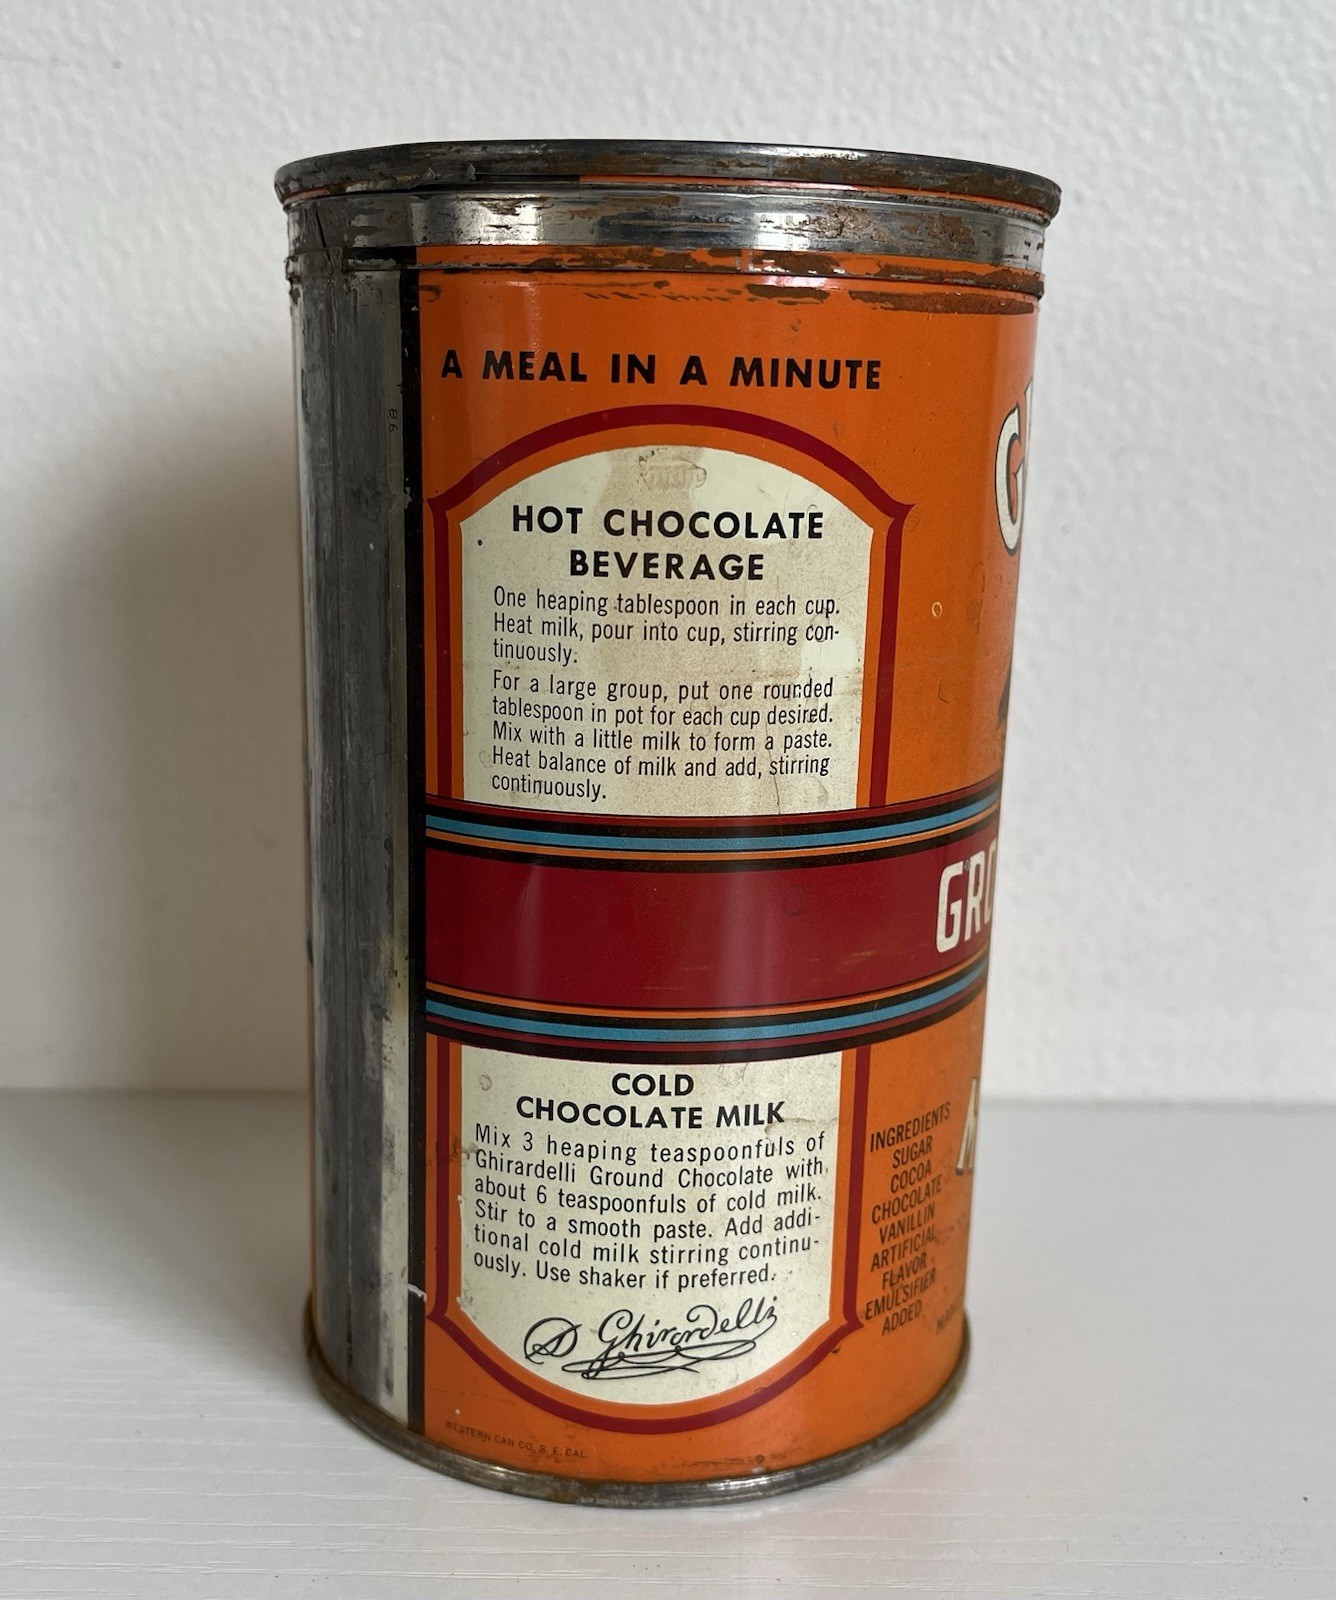 A MEAL IN A MINUTE
HOT CHOCOLATE
BEVERAGE
One heaping tablespoon in each cup.
Heat milk, pour into cup, stirring con-
tinuously.
For a large group, put one rounded
tablespoon in pot for each cup desired.
Mix with a little milk to form a paste.
Heat balance of milk and add, stirring
continuously.
COLD
CHOCOLATE MILK
Mix 3 heaping teaspoonfuls of
Ghirardelli Ground Chocolate with
about 6 teaspoonfuls of cold milk.
Stir to a smooth paste. Add addi-
tional cold milk stirring continu-
ously. Use shaker if preferred.
D Ghirardelli
WESTERN CAN CO. S. F. CAL.
INGREDIENTS
SUGAR
COCOA
CHOCOLATE
VANILLIN
ARTIFICIAL
FLAVOR
EMULSIFIER
ADDED